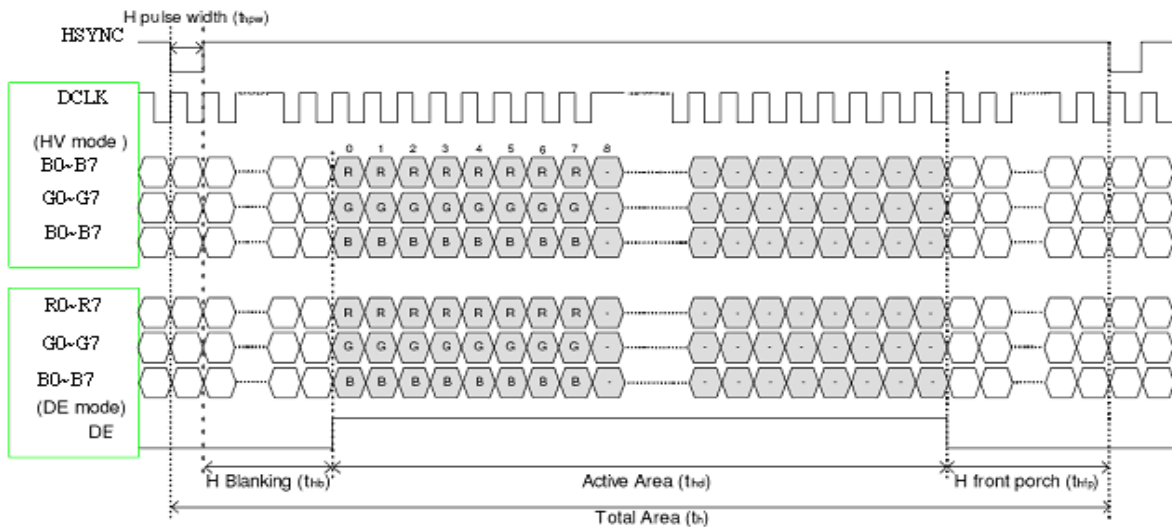 H pulse width (thpw)
HSYNC
DCLK
(HV mode )
0 1 2 3 4 5 6 7 8
B0~B7 R R R R R R R R - - - - - - - - -
G0~G7 G G G G G G G G - - - - - - - - -
B0~B7 B B B B B B B B - - - - - - - - -
R0~R7 R R R R R R R R - - - - - - - - -
G0~G7 G G G G G G G G - - - - - - - - -
B0~B7 B B B B B B B B - - - - - - - - -
(DE mode)
DE
H Blanking (thb) Active Area (thd) H front porch (thfp)
Total Area (th)